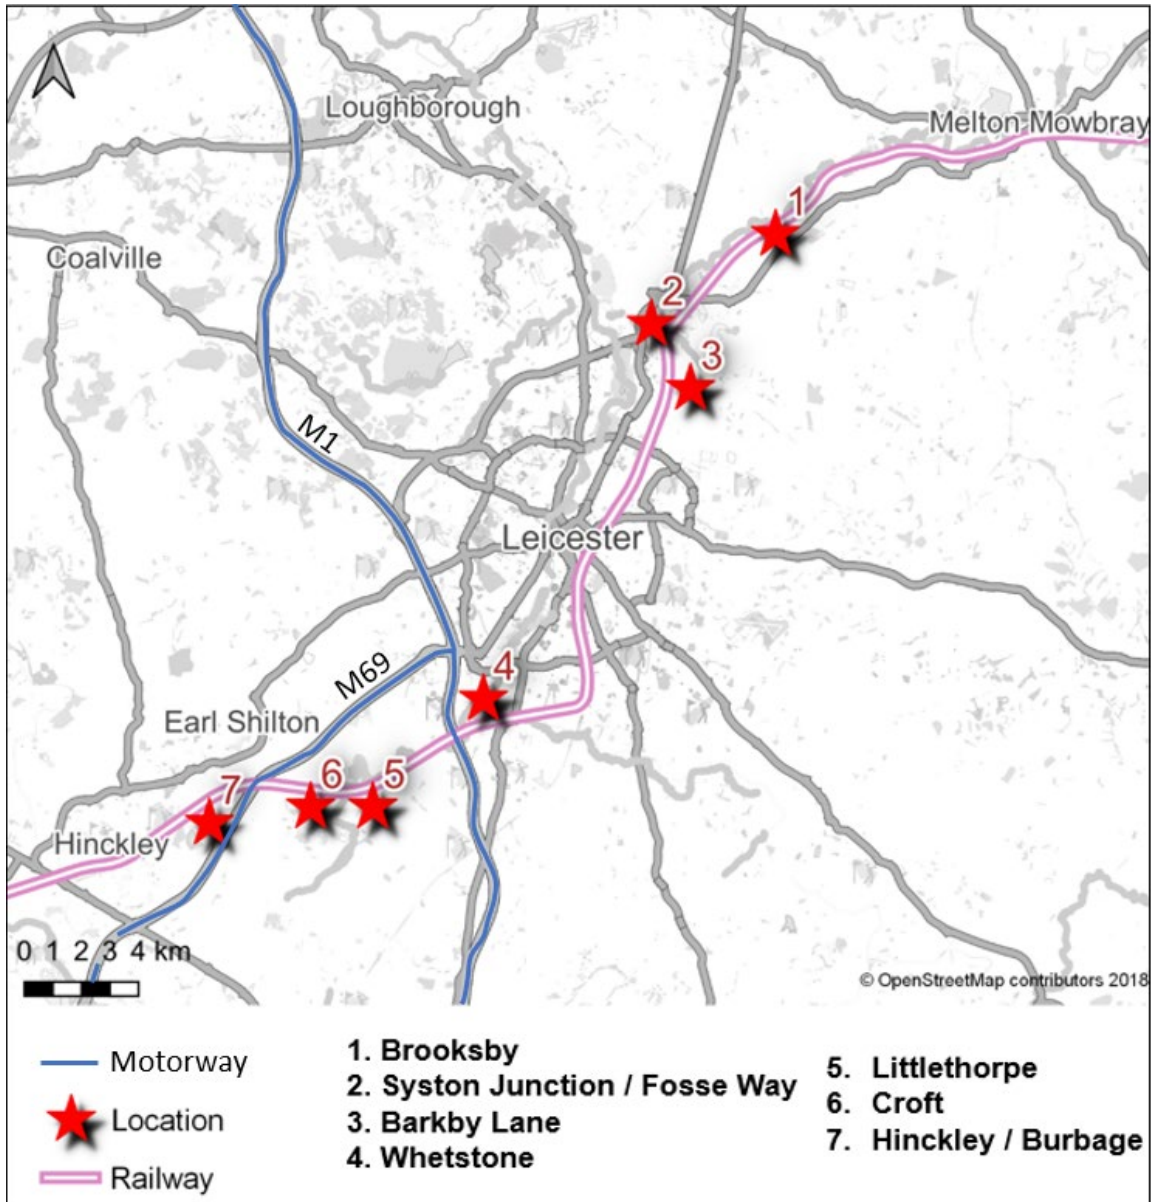 Loughborough
Melton Mowbray
1
Coalville
2
3
M1
Leicester
M69
4
Earl Shilton
7
6
5
Hinckley
0 1 2 3 4 km
© OpenStreetMap contributors 2018
Motorway
Location
Railway
1. Brooksby
2. Syston Junction / Fosse Way
3. Barkby Lane
4. Whetstone
5. Littlethorpe
6. Croft
7. Hinckley / Burbage